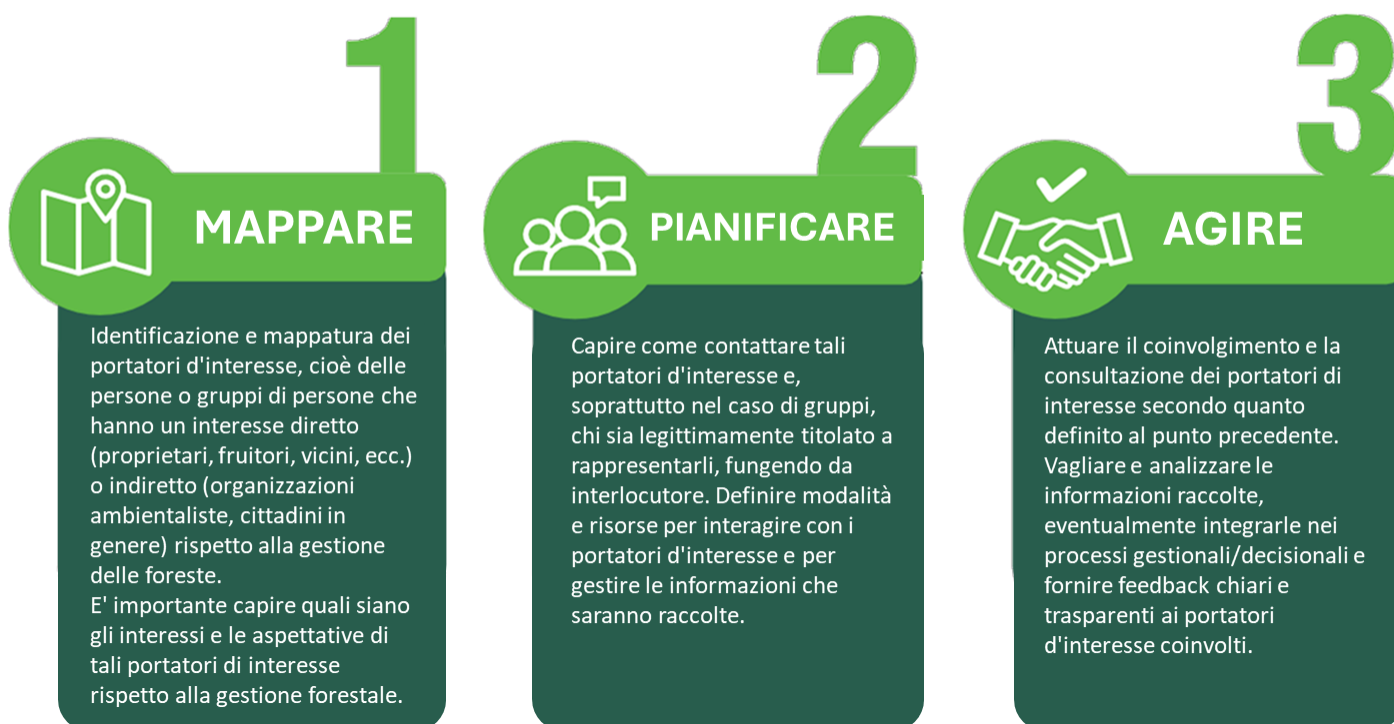 1
MAPPARE
Identificazione e mappatura dei
portatori d'interesse, cioè delle
persone o gruppi di persone che
hanno un interesse diretto
(proprietari, fruitori, vicini, ecc.)
o indiretto (organizzazioni
ambientaliste, cittadini in
genere) rispetto alla gestione
delle foreste.
E' importante capire quali siano
gli interessi e le aspettative di
tali portatori di interesse
rispetto alla gestione forestale.
2
PIANIFICARE
Capire come contattare tali
portatori d'interesse e,
soprattutto nel caso di gruppi,
chi sia legittimamente titolato a
rappresentarli, fungendo da
interlocutore. Definire modalità
e risorse per interagire con i
portatori d'interesse e per
gestire le informazioni che
saranno raccolte.
3
AGIRE
Attuare il coinvolgimento e la
consultazione dei portatori di
interesse secondo quanto
definito al punto precedente.
Vagliare e analizzare le
informazioni raccolte,
eventualmente integrarle nei
processi gestionali/decisionali e
fornire feedback chiari e
trasparenti ai portatori
d'interesse coinvolti.